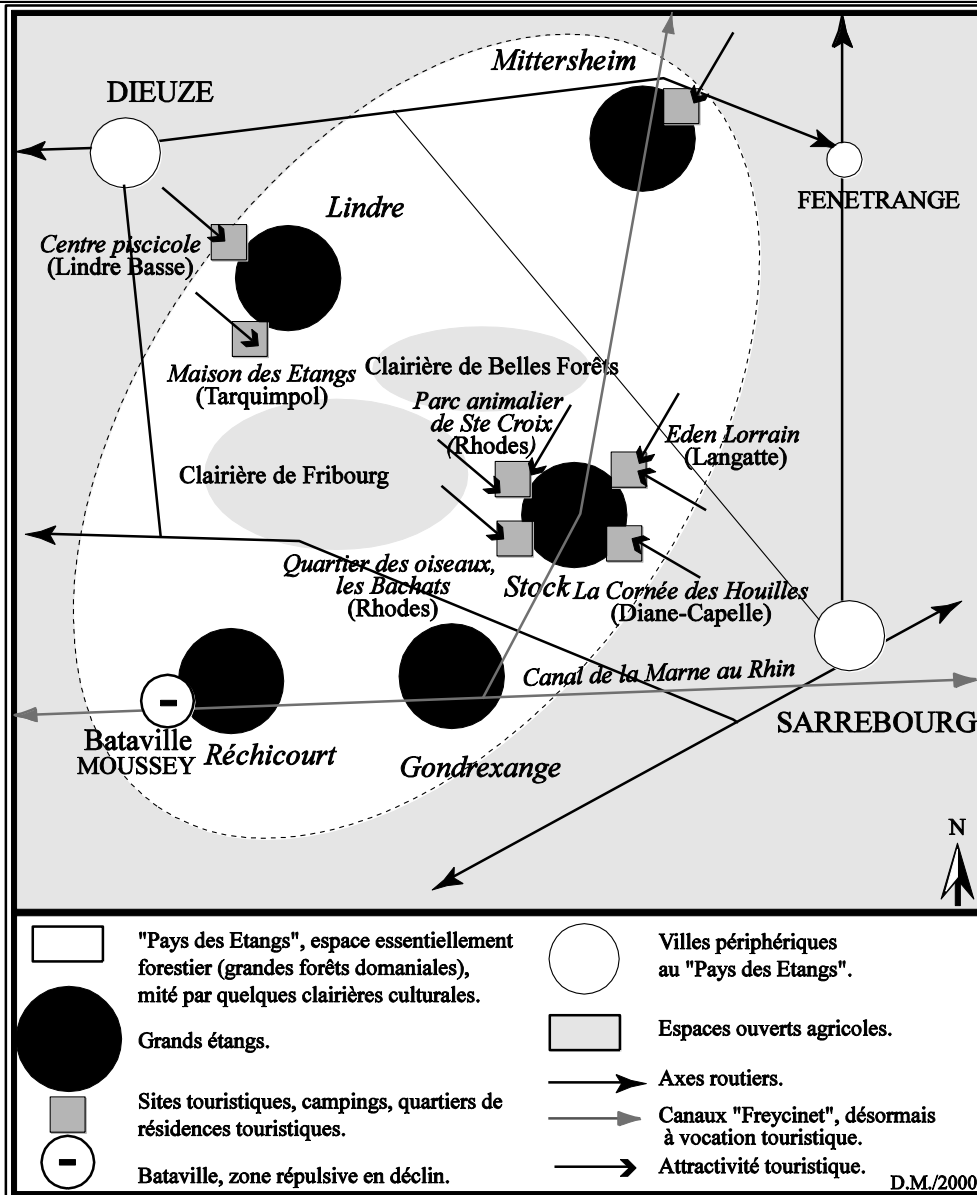 Mittersheim
DIEUZE
FENETRANGE
Lindre
Centre piscicole
(Lindre Basse)
Clairière de Belles Forêts
Maison des Etangs
(Tarquimpol)
Parc animalier
de Ste Croix
(Rhodes)
Eden Lorrain
(Langatte)
Clairière de Fribourg
Quartier des oiseaux,
les Bachats
(Rhodes)
Stock
La Cornée des Houilles
(Diane-Capelle)
Canal de la Marne au Rhin
SARREBOURG
-
Bataville
MOUSSEY
Réchicourt
Gondrexange
N
"Pays des Etangs", espace essentiellement
forestier (grandes forêts domaniales),
mité par quelques clairières culturales.
Grands étangs.
Sites touristiques, campings, quartiers de
résidences touristiques.
-
Bataville, zone répulsive en déclin.
Villes périphériques
au "Pays des Etangs".
Espaces ouverts agricoles.
Axes routiers.
Canaux "Freycinet", désormais
à vocation touristique.
Attractivité touristique.
D.M./2000